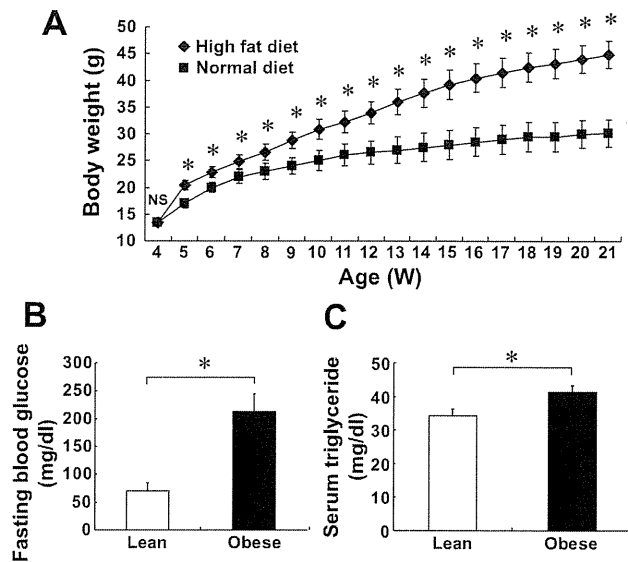 A
Body weight (g)
50
45
40
35
30
25
20
15
10
High fat diet
Normal diet
NS
* * * * * * * * * * * * * * * * *
4 5 6 7 8 9 10 11 12 13 14 15 16 17 18 19 20 21
Age (W)
B
Fasting blood glucose
(mg/dl)
300
250
200
150
100
50
0
*
Lean Obese
C
Serum triglyceride
(mg/dl)
50
40
30
20
10
0
*
Lean Obese